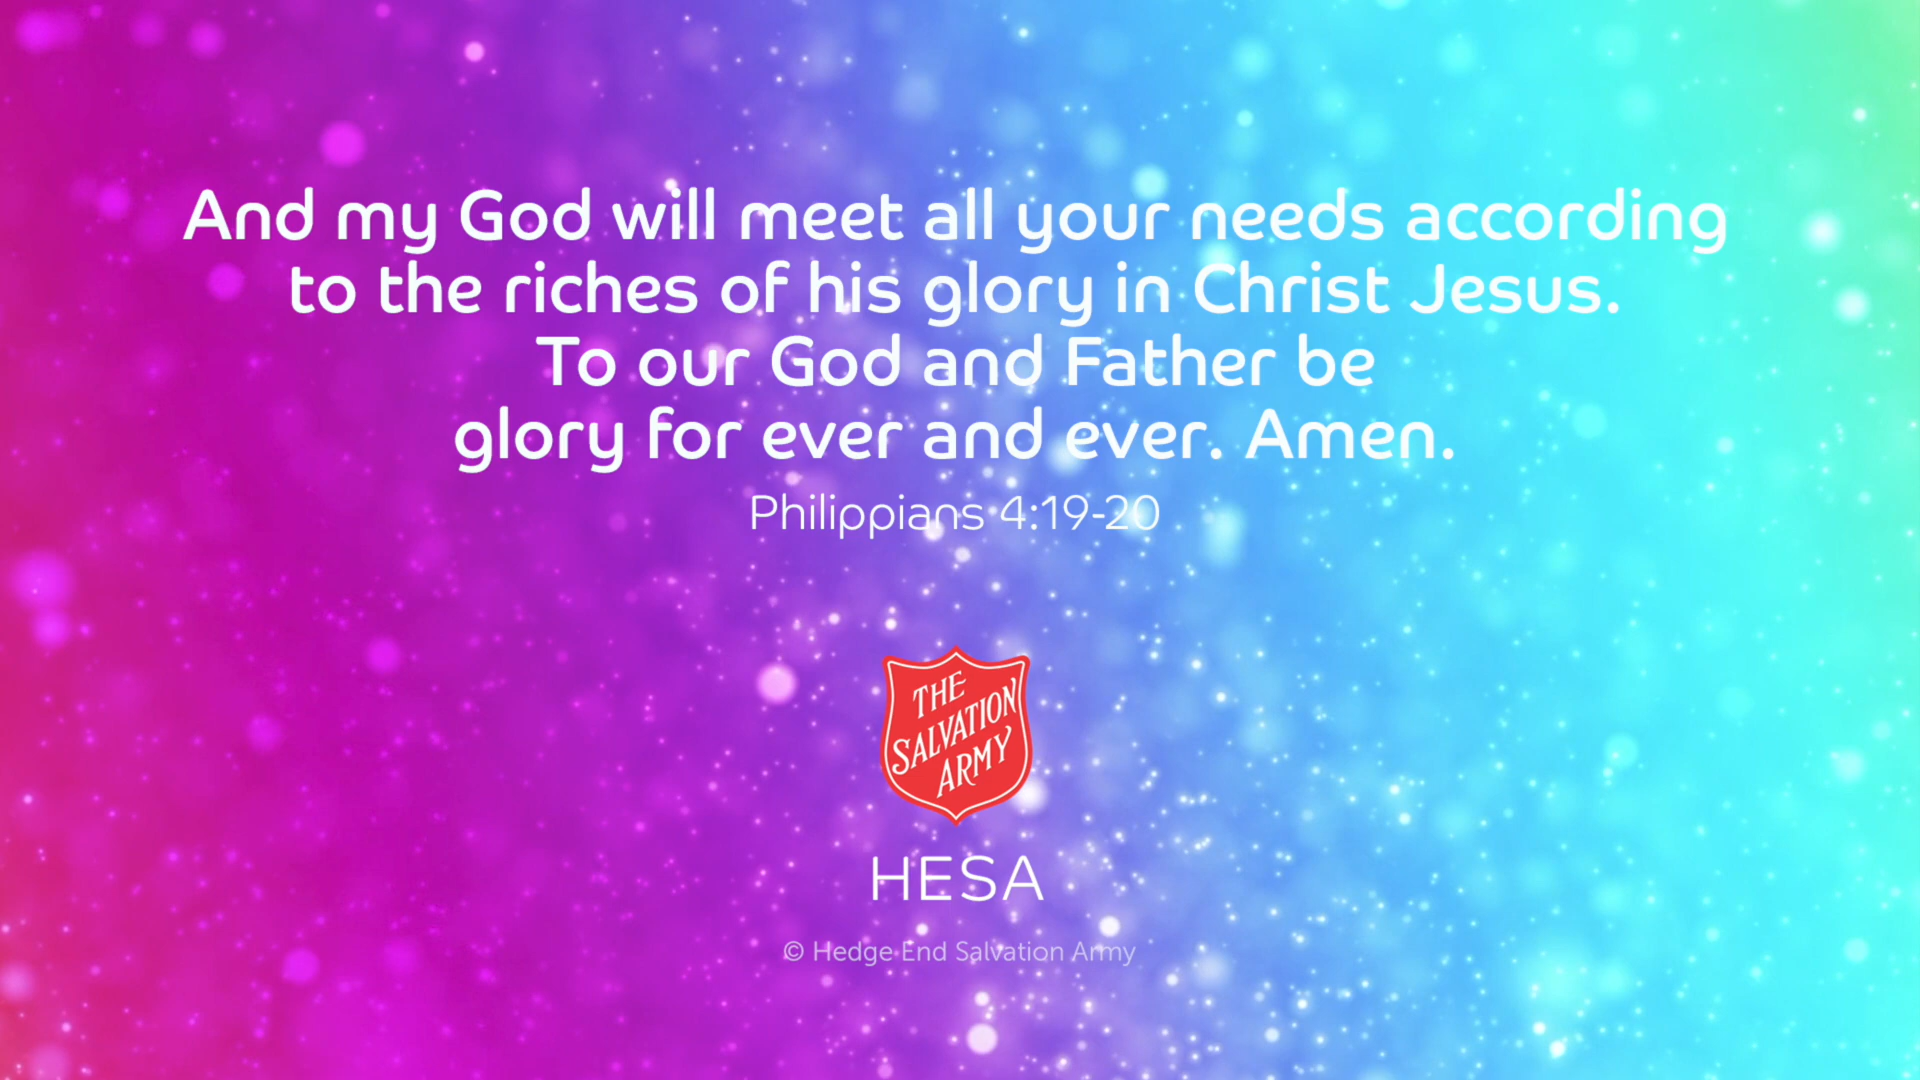 And my God will meet all your needs according
to the riches of his glory in Christ Jesus.
To our God and Father be
glory for ever and ever. Amen.
Philippians 4:19-20
THE
SALVATION
ARMY
HESA
© Hedge End Salvation Army